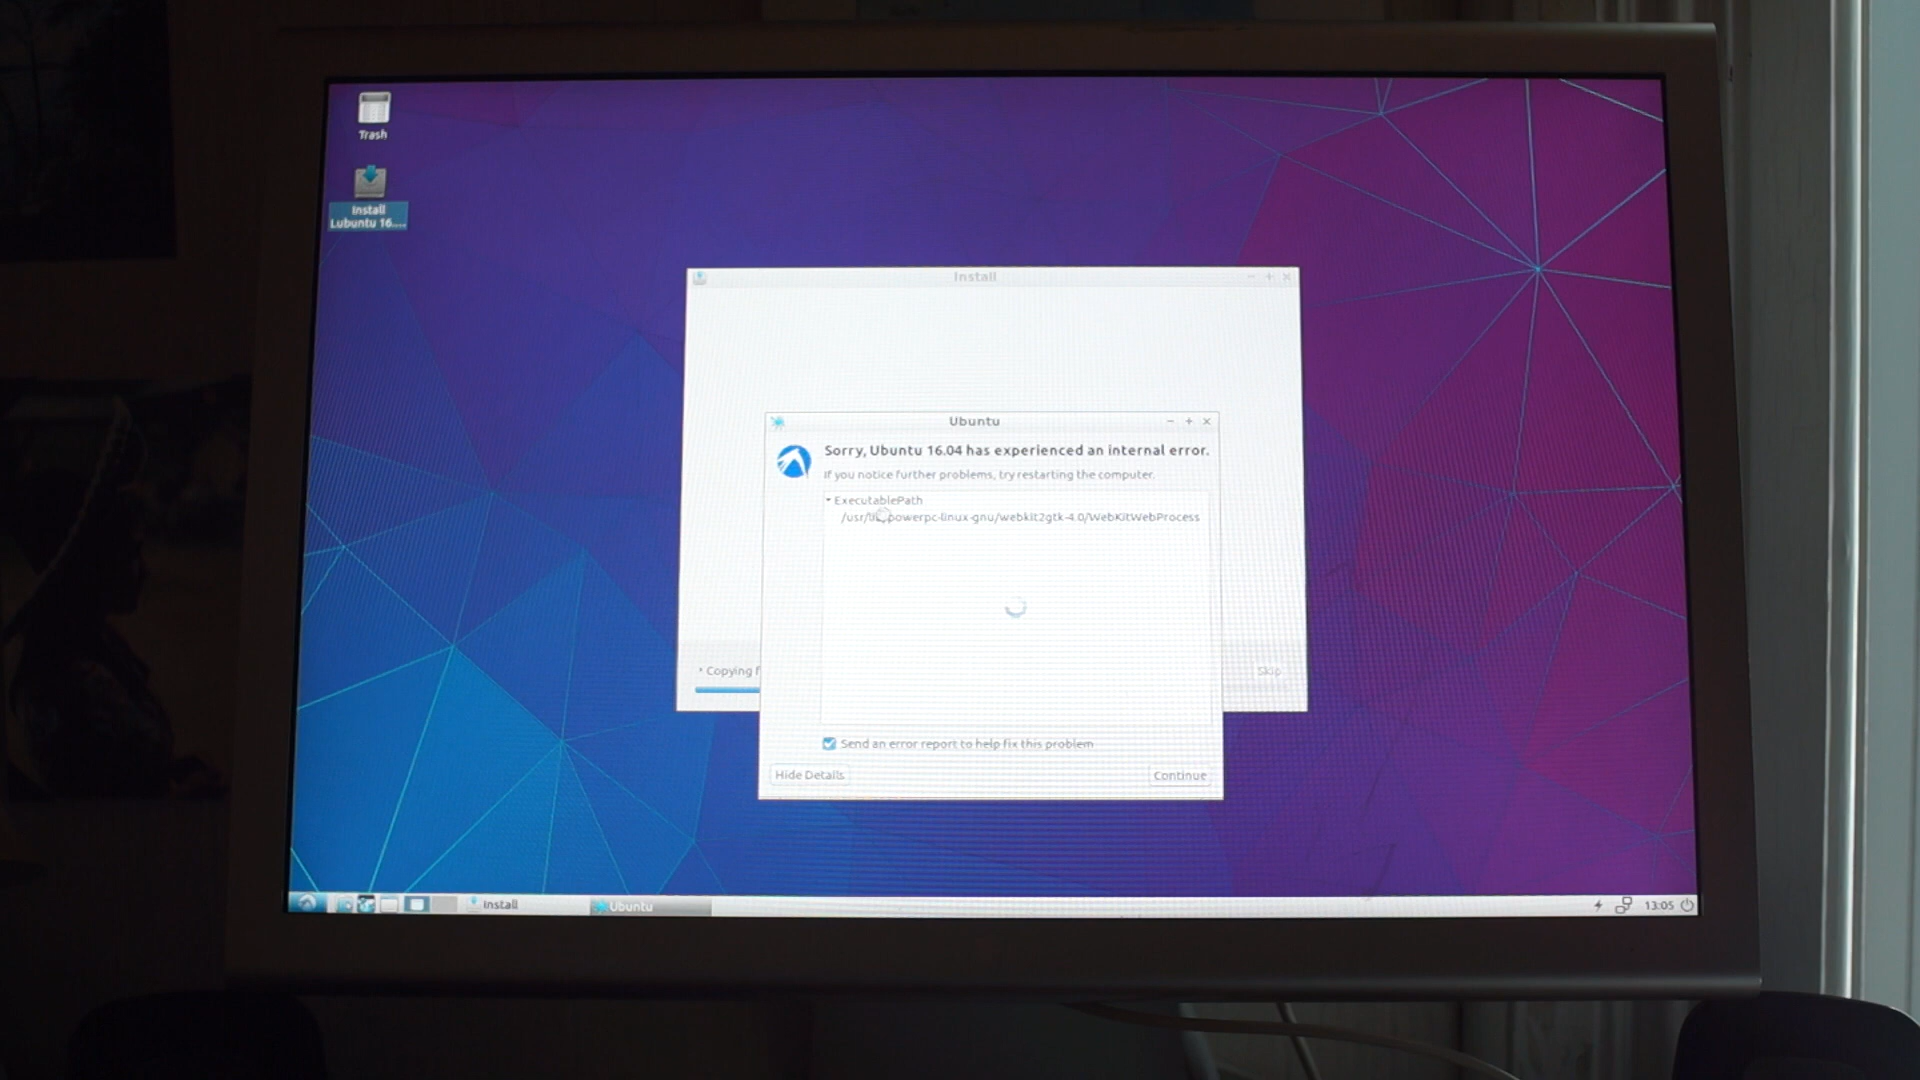 Trash
Install
Lubuntu 16....
Install
Ubuntu
Sorry, Ubuntu 16.04 has experienced an internal error.
If you notice further problems, try restarting the computer.
ExecutablePath
powerpc-linux-gnu/webkit2gtk-4.0/WebKitWebProcess
Copying
Skip
Send an error report to help fix this problem
Hide Details
Continue
Install
Ubuntu
13:05